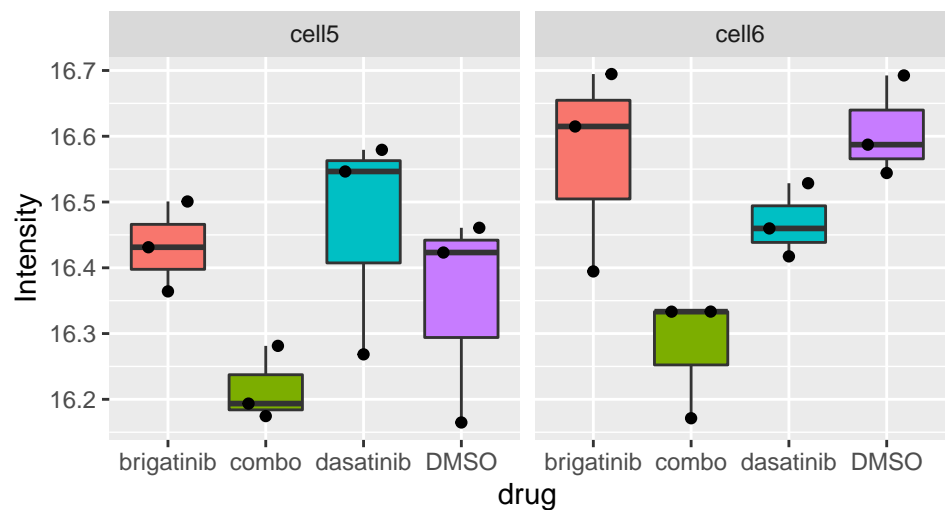 cell5 cell6
16.7
16.6
16.5
16.4
16.3
16.2
Intensity
brigatinib combo dasatinib DMSO brigatinib combo dasatinib DMSO
drug